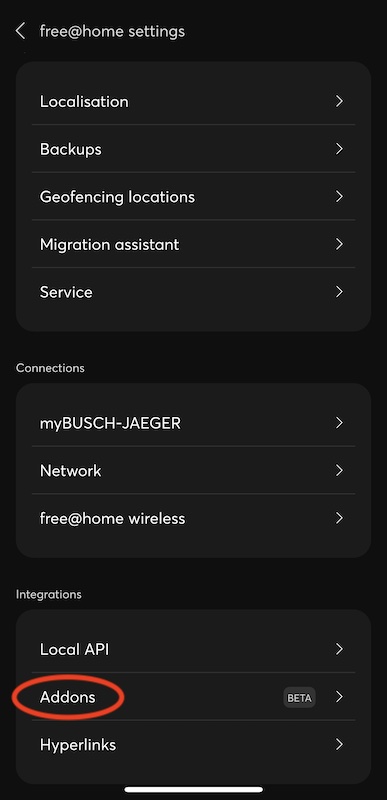 free@home settings
Localisation
Backups
Geofencing locations
Migration assistant
Service
Connections
myBUSCH-JAEGER
Network
free@home wireless
Integrations
Local API
Addons BETA
Hyperlinks